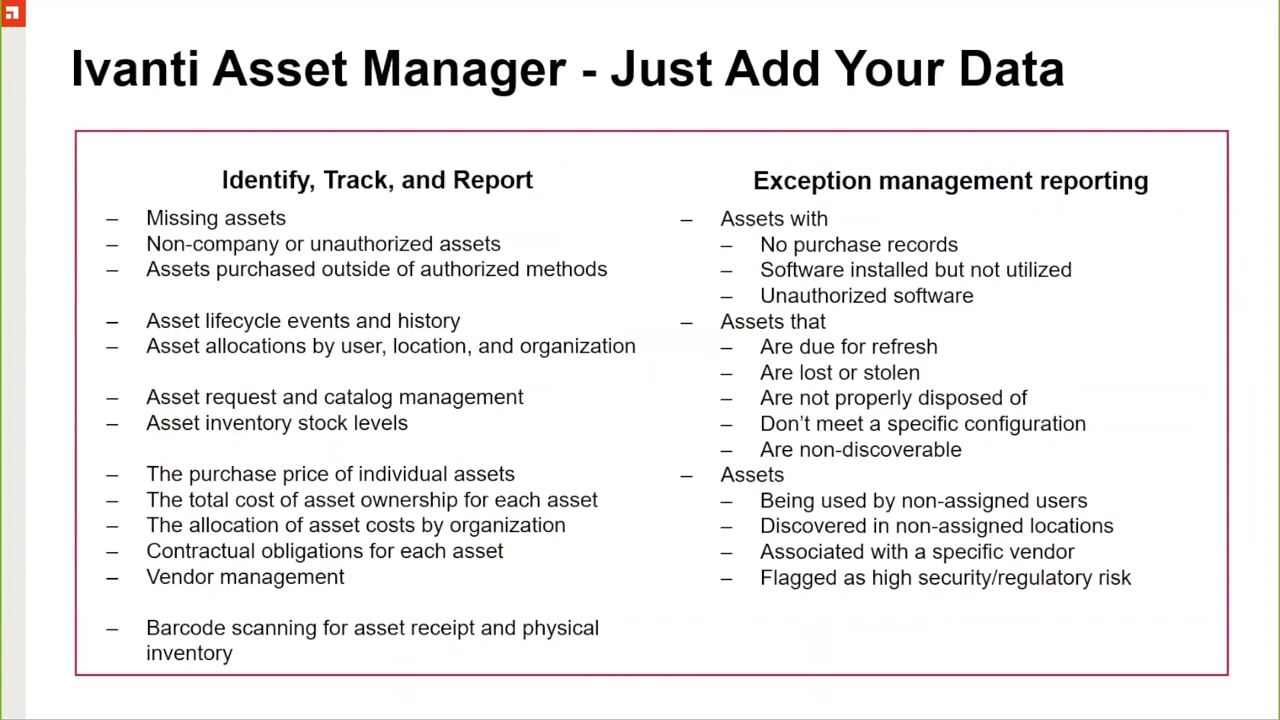 Ivanti Asset Manager - Just Add Your Data
Identify, Track, and Report
– Missing assets
– Non-company or unauthorized assets
– Assets purchased outside of authorized methods
– Asset lifecycle events and history
– Asset allocations by user, location, and organization
– Asset request and catalog management
– Asset inventory stock levels
– The purchase price of individual assets
– The total cost of asset ownership for each asset
– The allocation of asset costs by organization
– Contractual obligations for each asset
– Vendor management
– Barcode scanning for asset receipt and physical
inventory
Exception management reporting
– Assets with
– No purchase records
– Software installed but not utilized
– Unauthorized software
– Assets that
– Are due for refresh
– Are lost or stolen
– Are not properly disposed of
– Don’t meet a specific configuration
– Are non-discoverable
– Assets
– Being used by non-assigned users
– Discovered in non-assigned locations
– Associated with a specific vendor
– Flagged as high security/regulatory risk